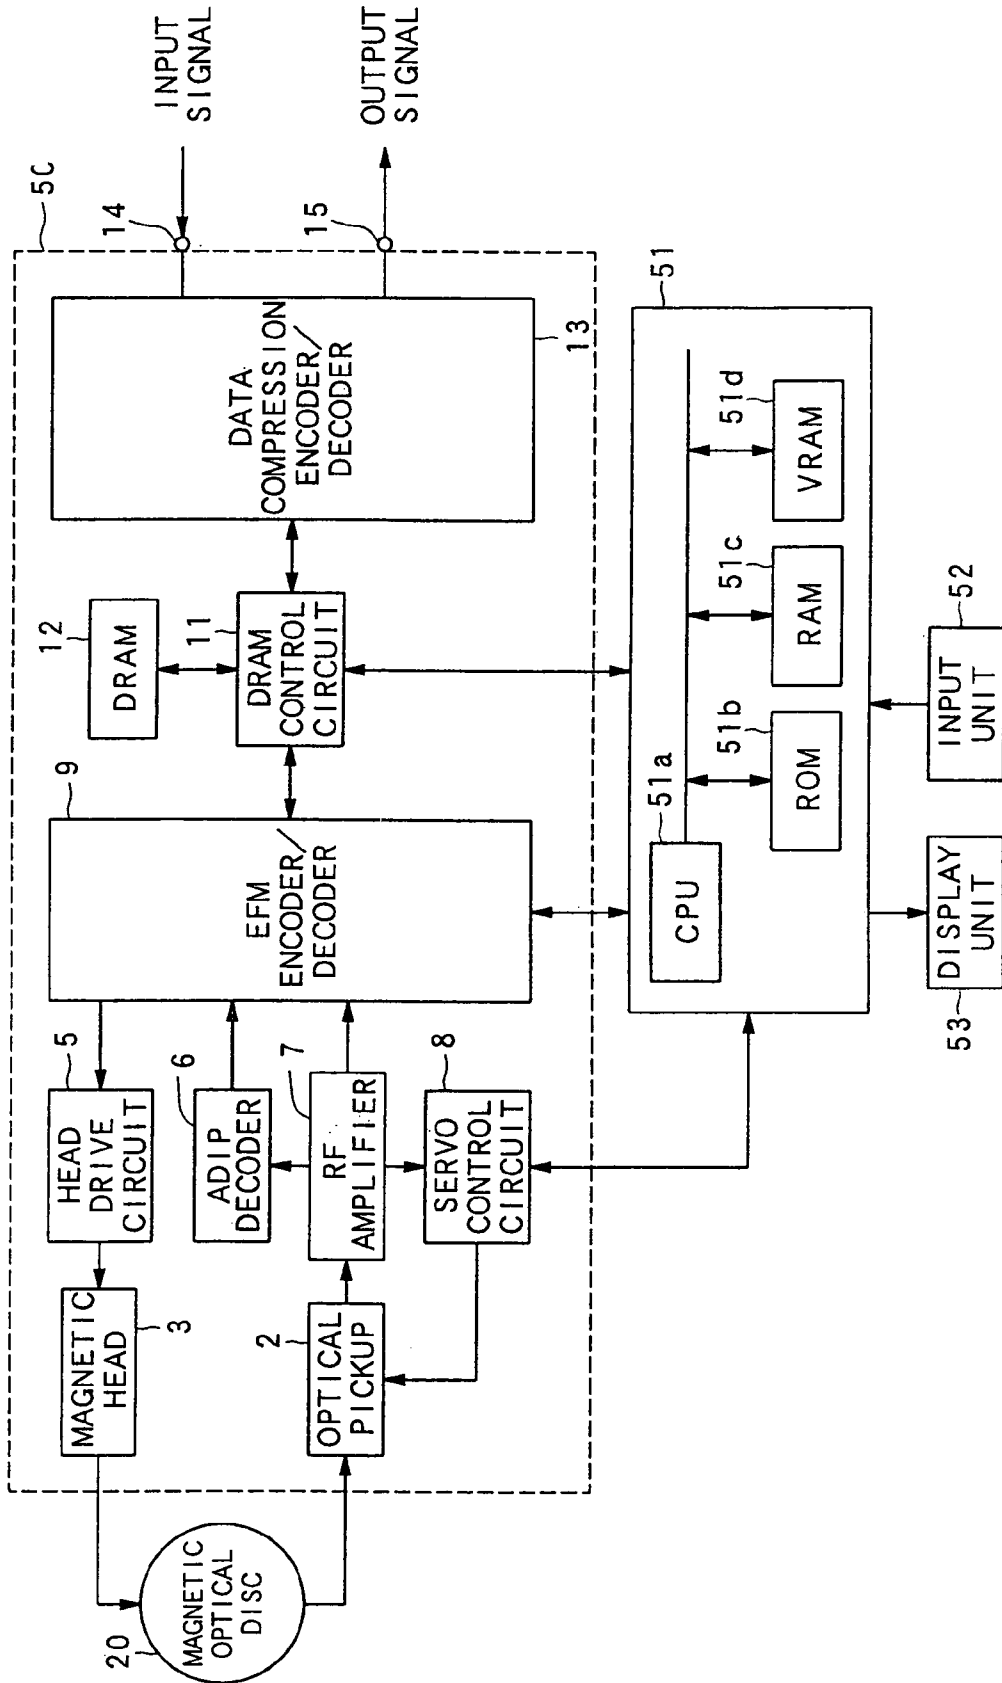 INPUT
SIGNAL
OUTPUT
SIGNAL
5C
14
15
DATA
COMPRESSION
ENCODER/
DECODER
13
12
DRAM
11
DRAM
CONTROL
CIRCUIT
9
EFM
ENCODER/
DECODER
5
HEAD
DRIVE
CIRCUIT
6
ADIP
DECODER
7
RF
AMPLIFIER
8
SERVO
CONTROL
CIRCUIT
MAGNETIC
HEAD
3
2
OPTICAL
PICKUP
20
MAGNETIC
OPTICAL
DISC
51
51a
CPU
51b
ROM
51c
RAM
51d
VRAM
52
INPUT
UNIT
53
DISPLAY
UNIT